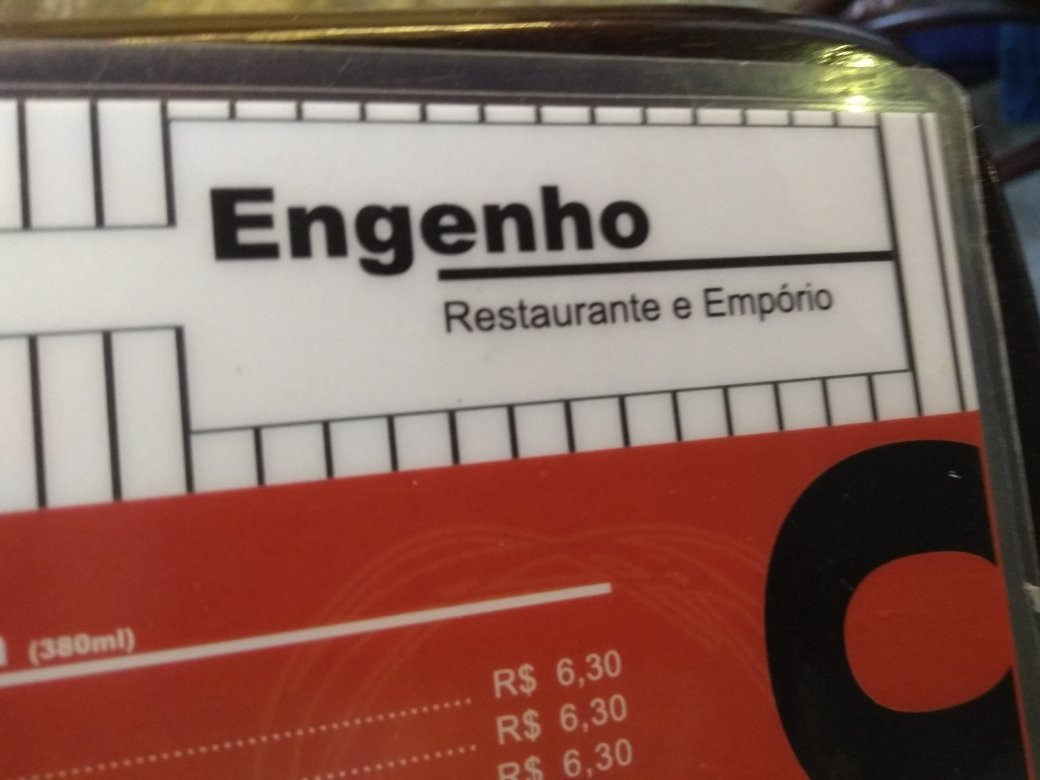 Engenho
Restaurante e Empório
(380ml)
R$ 6,30
R$ 6,30
R$ 6,30